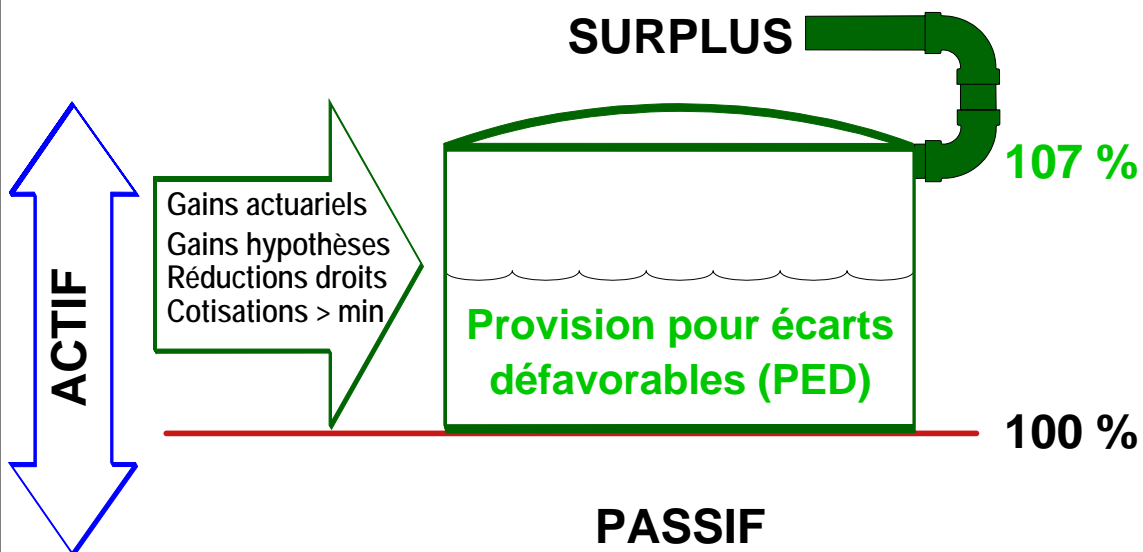 SURPLUS
107 %
Gains actuariels
Gains hypothèses
Réductions droits
Cotisations > min
ACTIF
Provision pour écarts
défavorables (PED)
100 %
PASSIF